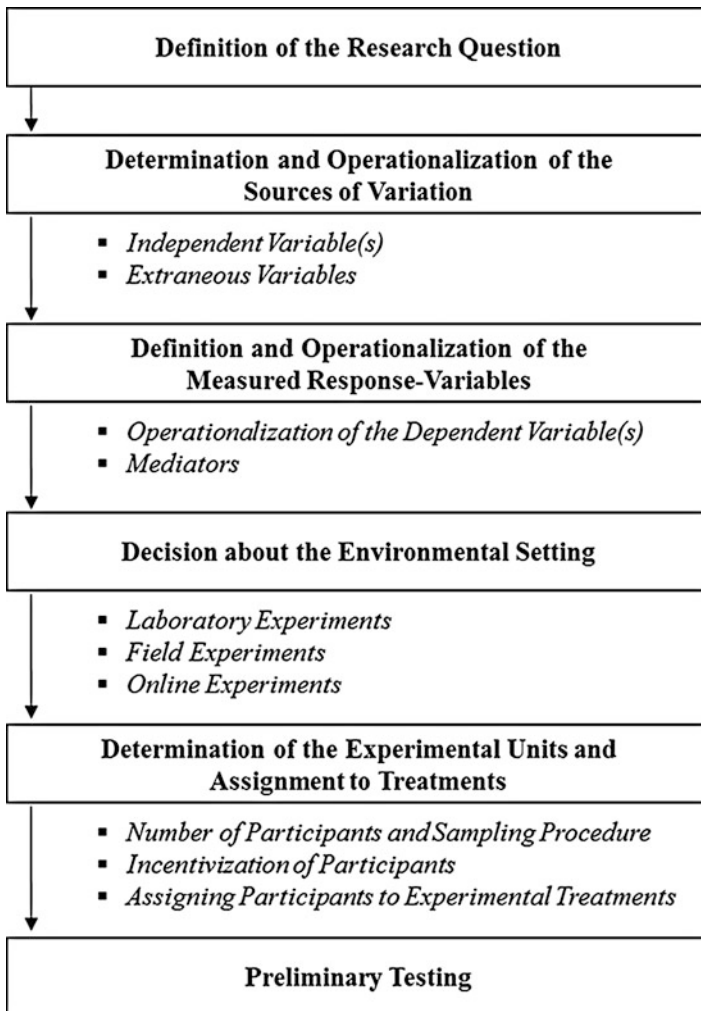 Definition of the Research Question
Determination and Operationalization of the
Sources of Variation
▪ Independent Variable(s)
▪ Extraneous Variables
Definition and Operationalization of the
Measured Response-Variables
▪ Operationalization of the Dependent Variable(s)
▪ Mediators
Decision about the Environmental Setting
▪ Laboratory Experiments
▪ Field Experiments
▪ Online Experiments
Determination of the Experimental Units and
Assignment to Treatments
▪ Number of Participants and Sampling Procedure
▪ Incentivization of Participants
▪ Assigning Participants to Experimental Treatments
Preliminary Testing